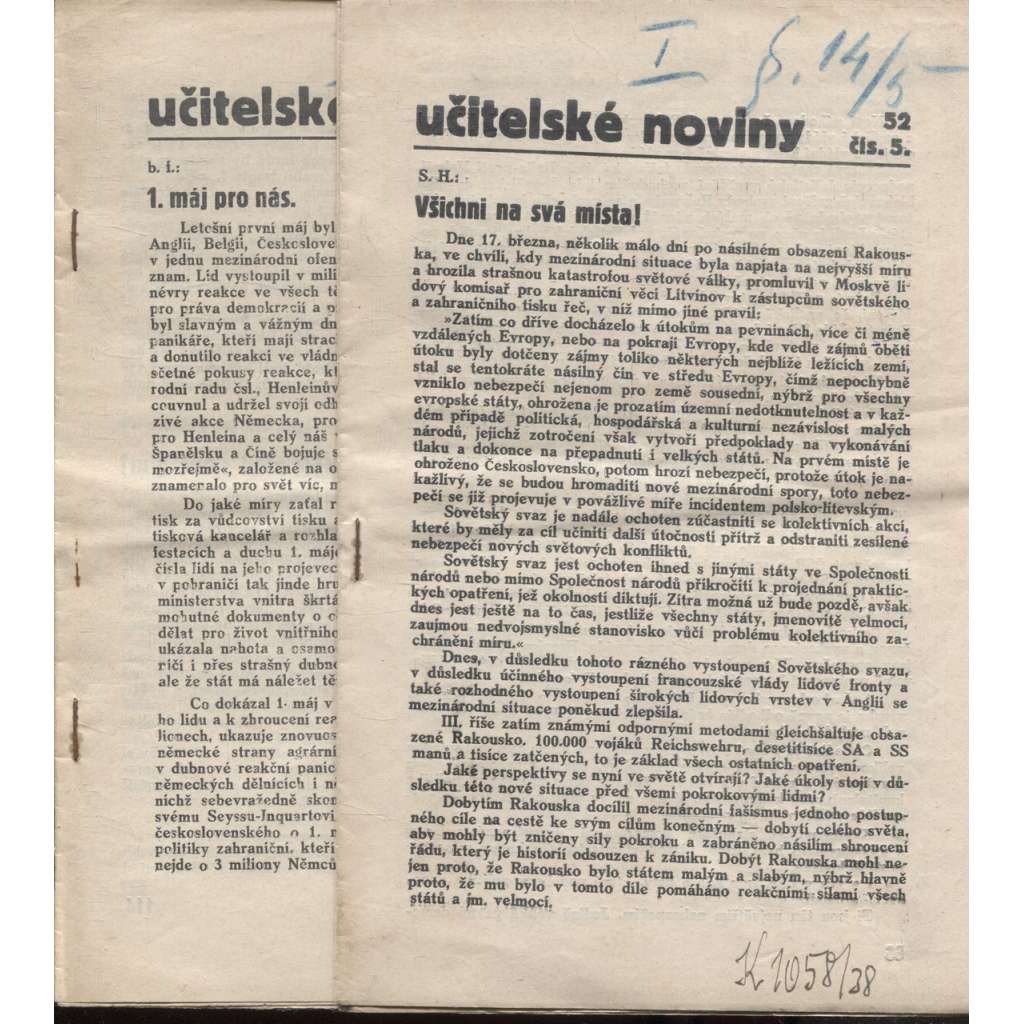 učitelské
b. i.:
1. máj pro nás.
Letošní první máj byl
Anglii, Belgii, Českoslove
v jednu mezinárodní ofen
znam. Lid vystoupil v mili
névry reakce ve všech tě
pro práva demokracií a p
byl slavným a vážným dn
panikáře, kteří mají strac
a donutilo reakci ve vládn
sčetné pokusy reakce, kt
rodní radu čsl., Henleinův
couvnul a udržel svoji odh
zivé akce Německa, pro
pro Henleina a celý náš
Španělsku a Číně bojuje s
mozřejmě«, založené na o
znameralo pro svět víc, n
Do jaké míry zaťal r
tisk za vůdcovství tisku a
tisková kancelář a rozhla
festacích a duchu 1. máje
čísla lidí na jeho projevec
v pohraničí tak jinde hru
ministerstva vnitra škrtá
mohutné dokumenty o o
dělat pro život vnitřního
ukázala nahota a osamo
říčí i přes strašný dubno
ale že stát má náležet tě
Co dokázal 1. máj v
ho lidu a k zhroucení rea
lionech, ukazuje znovuos
německé strany agrární
v dubnové reakční panic
německých dělnících i n
nichž sebevražedně skon
svému Seyssu-Inquartovi
československého o 1. r
politiky zahraniční, kteří
nejde o 3 miliony Němců
I § 14/5 —
učitelské noviny
52
čís. 5.
S. H.:
Všichni na svá místa!
Dne 17. března, několik málo dní po násilném obsazení Rakous-
ka, ve chvíli, kdy mezinárodní situace byla napjata na nejvyšší míru
a hrozila strašnou katastrofou světové války, promluvil v Moskvě li-
dový komisař pro zahraniční věci Litvinov k zástupcům sovětského
a zahraničního tisku řeč, v níž mimo jiné pravil:
»Zatím co dříve docházelo k útokům na pevninách, více či méně
vzdálených Evropy, nebo na pokraji Evropy, kde vedle zájmů oběti
útoku byly dotčeny zájmy toliko některých nejblíže ležících zemí,
stal se tentokráte násilný čin ve středu Evropy, čímž nepochybně
vzniklo nebezpečí nejenom pro země sousední, nýbrž pro všechny
evropské státy, ohrožena je prozatím územní nedotknutelnost a v kaž-
dém případě politická, hospodářská a kulturní nezávislost malých
národů, jejichž zotročení však vytvoří předpoklady na vykonávání
tlaku a dokonce na přepadnutí i velkých států. Na prvém místě je
ohroženo Československo, potom hrozí nebezpečí, protože útok je na-
kažlivý, že se budou hromaditi nové mezinárodní spory, toto nebez-
pečí se již projevuje v povážlivé míře incidentem polsko-litevským.
Sovětský svaz je nadále ochoten zúčastniti se kolektivních akcí,
které by měly za cíl učiniti další útočnosti přítrž a odstraniti zesílené
nebezpečí nových světových konfliktů.
Sovětský svaz jest ochoten ihned s jinými státy ve Společnosti
národů nebo mimo Společnost národů přikročiti k projednání praktic-
kých opatření, jež okolnosti diktují. Zítra možná už bude pozdě, avšak
dnes jest ještě na to čas, jestliže všechny státy, jmenovitě velmoci,
zaujmou nedvojsmyslné stanovisko vůči problému kolektivního za-
chránění míru.«
Dnes, v důsledku tohoto rázného vystoupení Sovětského svazu,
v důsledku účinného vystoupení francouzské vlády lidové fronty a
také rozhodného vystoupení širokých lidových vrstev v Anglii se
mezinárodní situace poněkud zlepšila.
III. říše zatím známými odpornými metodami gleichšaltuje obsa-
zené Rakousko. 100.000 vojáků Reichswehru, desetitisíce SA a SS
manů a tisíce zatčených, to je základ všech ostatních opatření.
Jaké perspektivy se nyní ve světě otvírají? Jaké úkoly stojí v dů-
sledku této nové situace před všemi pokrokovými lidmi?
Dobytím Rakouska docílil mezinárodní fašismus jednoho postup-
ného cíle na cestě ke svým cílům konečným — dobytí celého světa,
aby mohly být zničeny síly pokroku a zabráněno násilím shroucení
řádu, který je historií odsouzen k zániku. Dobýt Rakouska mohl ne-
jen proto, že Rakousko bylo státem malým a slabým, nýbrž hlavně
proto, že mu bylo v tomto díle pomáháno reakčními silami všech
států a jm. velmocí.
K 1058/38